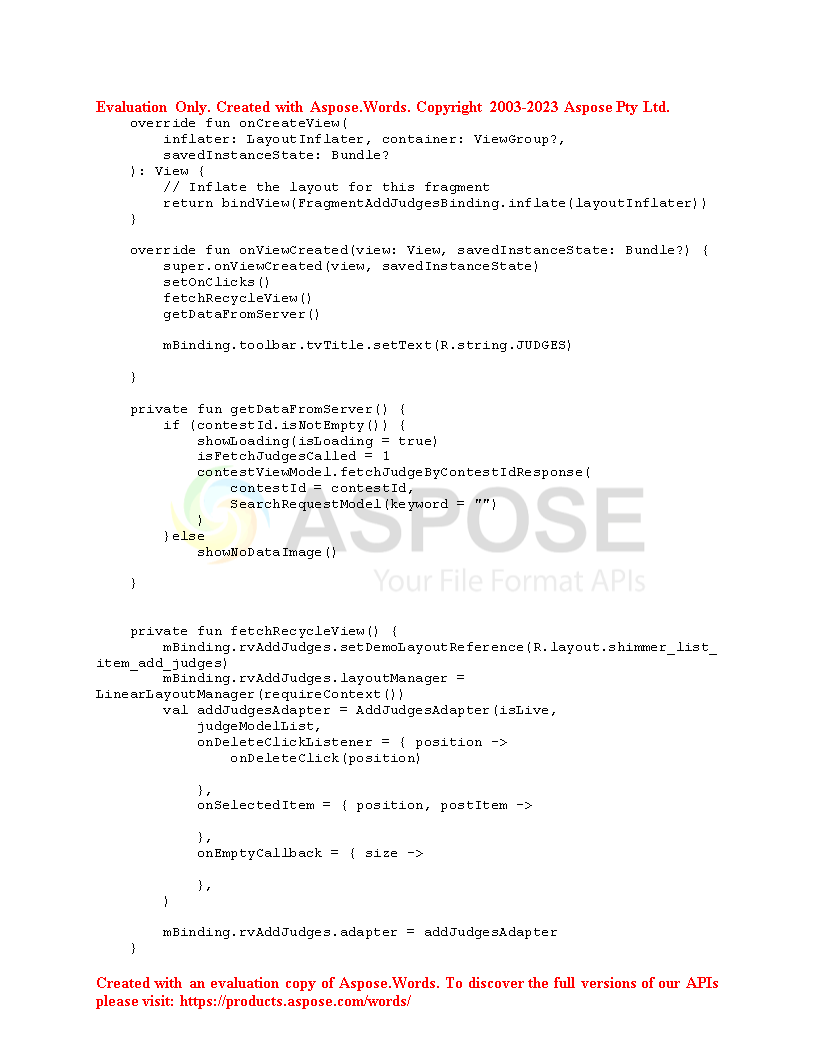 Evaluation Only. Created with Aspose.Words. Copyright 2003-2023 Aspose Pty Ltd.
    override fun onCreateView(
        inflater: LayoutInflater, container: ViewGroup?,
        savedInstanceState: Bundle?
    ): View {
        // Inflate the layout for this fragment
        return bindView(FragmentAddJudgesBinding.inflate(layoutInflater))
    }
    override fun onViewCreated(view: View, savedInstanceState: Bundle?) {
        super.onViewCreated(view, savedInstanceState)
        setOnClicks()
        fetchRecycleView()
        getDataFromServer()
        mBinding.toolbar.tvTitle.setText(R.string.JUDGES)
    }
    private fun getDataFromServer() {
        if (contestId.isNotEmpty()) {
            showLoading(isLoading = true)
            isFetchJudgesCalled = 1
            contestViewModel.fetchJudgeByContestIdResponse(
                contestId = contestId,
                SearchRequestModel(keyword = "")
            )
        }else
            showNoDataImage()
    }
ASPOSE
Your File Format APIs
    private fun fetchRecycleView() {
        mBinding.rvAddJudges.setDemoLayoutReference(R.layout.shimmer_list_
item_add_judges)
        mBinding.rvAddJudges.layoutManager =
LinearLayoutManager(requireContext())
        val addJudgesAdapter = AddJudgesAdapter(isLive,
            judgeModelList,
            onDeleteClickListener = { position ->
                onDeleteClick(position)
            },
            onSelectedItem = { position, postItem ->
            },
            onEmptyCallback = { size ->
            },
        )
        mBinding.rvAddJudges.adapter = addJudgesAdapter
    }
Created with an evaluation copy of Aspose.Words. To discover the full versions of our APIs
please visit: https://products.aspose.com/words/